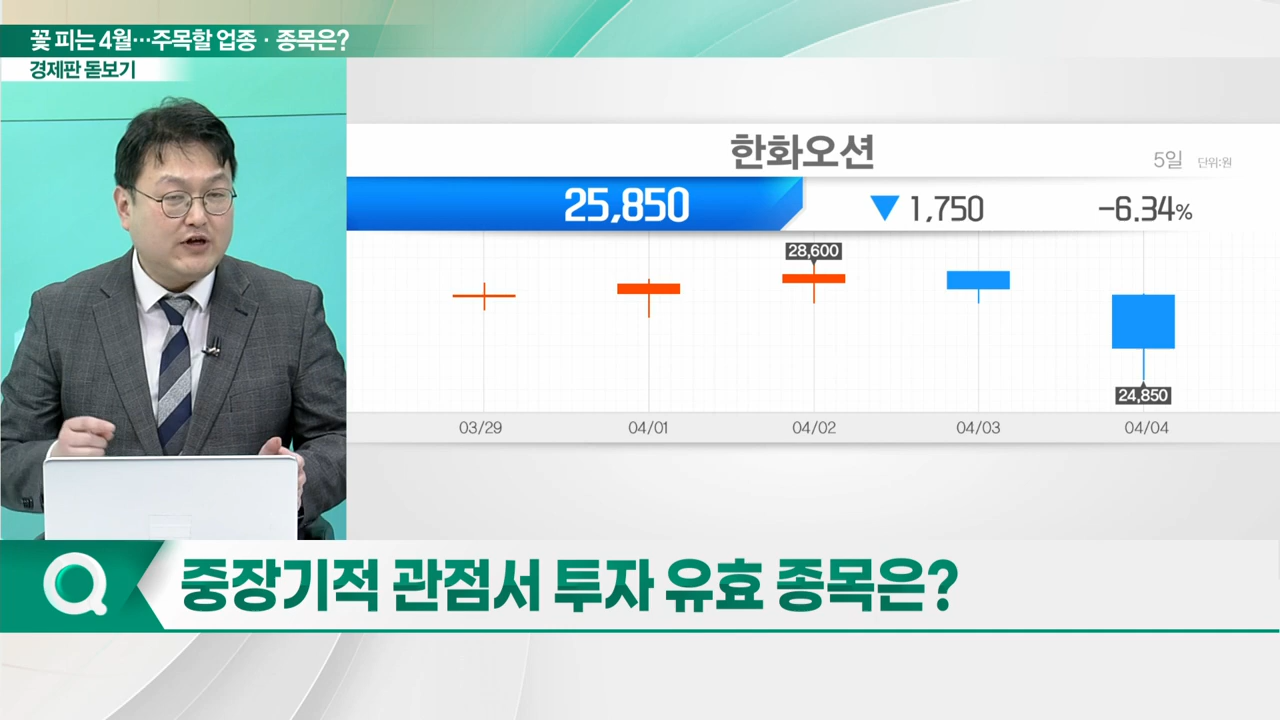 꽃 피는 4월…주목할 업종·종목은?
경제판 돋보기
한화오션
5일 단위:원
25,850 ▼ 1,750 -6.34%
28,600
24,850
03/29 04/01 04/02 04/03 04/04
중장기적 관점서 투자 유효 종목은?